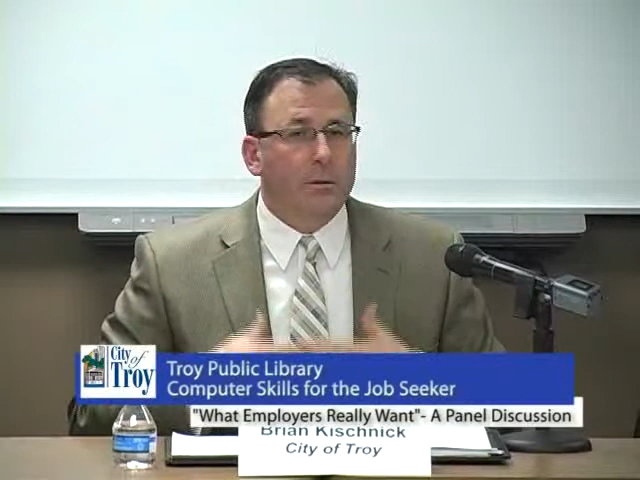 City of
Troy
Troy Public Library
Computer Skills for the Job Seeker
"What Employers Really Want"- A Panel Discussion
Brian Kischnick
City of Troy